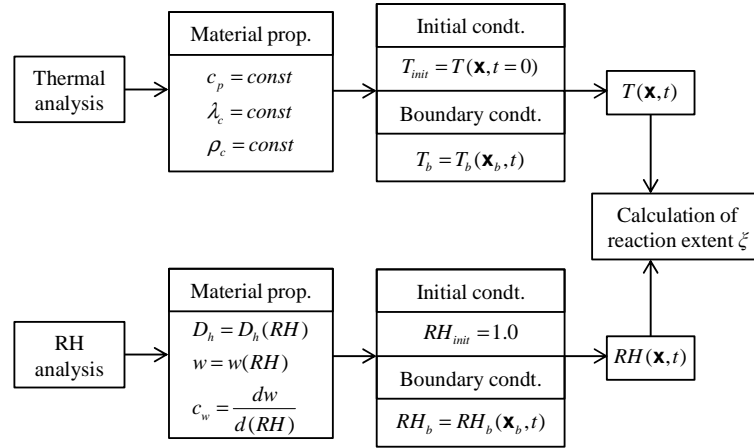 Thermal
analysis
Material prop.
c_p = const
λ_c = const
ρ_c = const
Initial condt.
T_init = T(x, t = 0)
Boundary condt.
T_b = T_b(x_b, t)
T(x, t)
Calculation of
reaction extent ξ
RH
analysis
Material prop.
D_h = D_h(RH)
w = w(RH)
c_w = dw / d(RH)
Initial condt.
RH_init = 1.0
Boundary condt.
RH_b = RH_b(x_b, t)
RH(x, t)